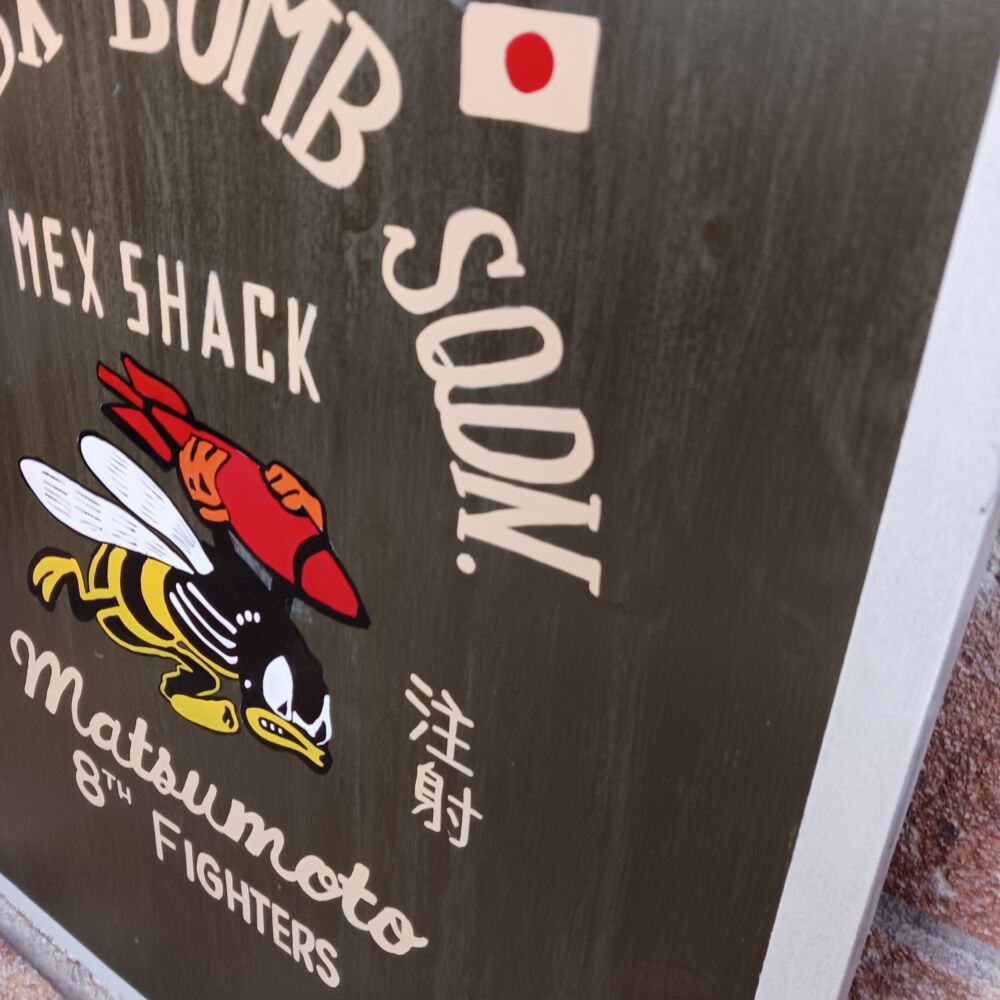 BOMB
SQDN.
MEX SHACK
注射
Matsumoto
8TH FIGHTERS